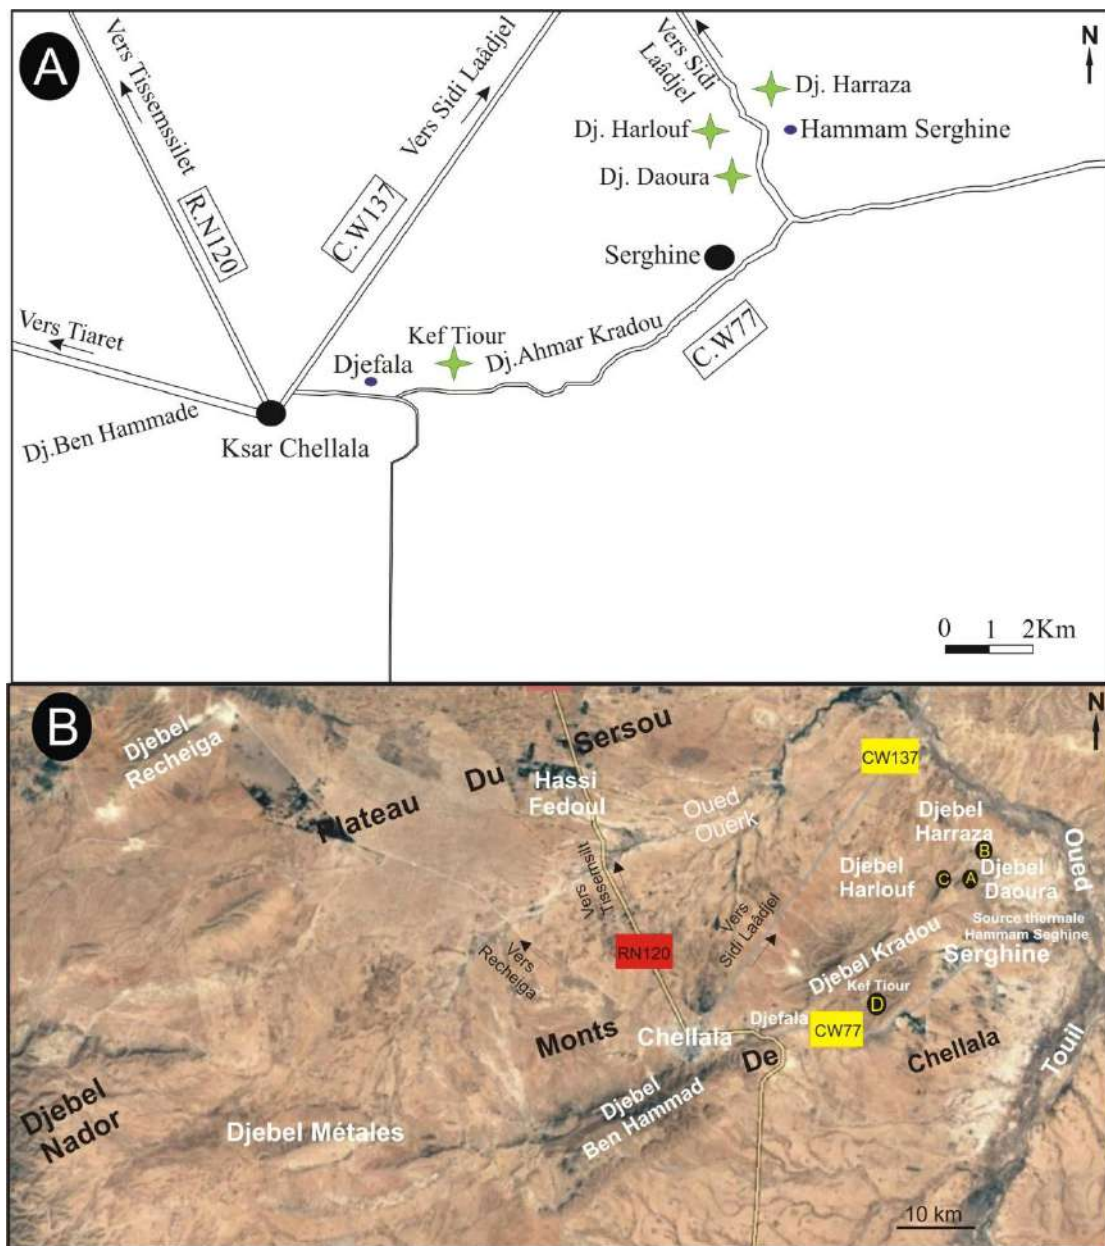 A
N
Vers Tissemssilet
Vers Sidi Laâdjel
Vers Sidi
Laâdjel
Dj. Harraza
Dj. Harlouf
Hammam Serghine
Dj. Daoura
R.N120
C.W137
Serghine
Vers Tiaret
Kef Tiour
Dj.Ahmar Kradou
C.W77
Djefala
Dj.Ben Hammade
Ksar Chellala
0 1 2Km
B
N
Djebel
Recheiga
Plateau Du Sersou
Hassi
Fedoul
Oued
Ouerk
CW137
Djebel
Harraza
B
Oued
Djebel
Harlouf
C
A
Djebel
Daoura
Vers
Tissemsilt
Vers
Sidi Laâdjel
Source thermale
Hammam Seghine
Serghine
Vers
Recheiga
RN120
Djebel Kradou
Kef Tiour
D
Djefala
CW77
Monts De Chellala
Chellala
Touil
Djebel
Nador
Djebel Métales
Djebel
Ben Hammad
10 km